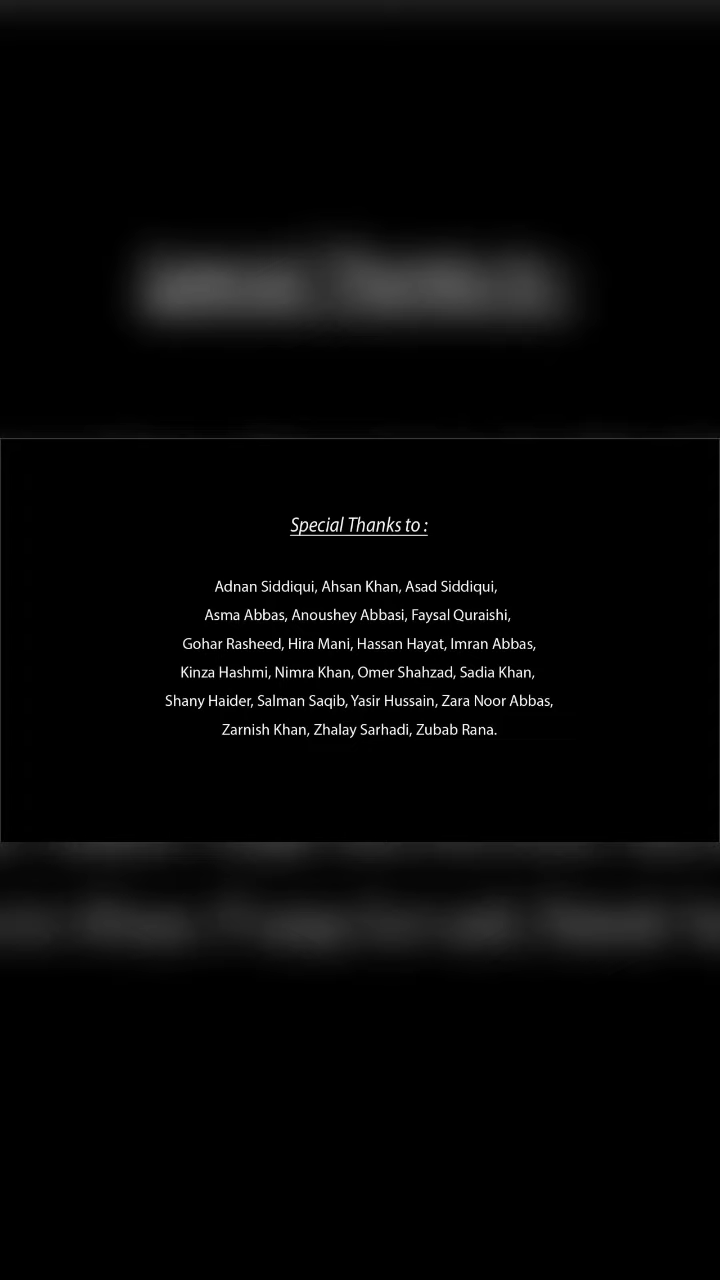 Special Thanks to :
Adnan Siddiqui, Ahsan Khan, Asad Siddiqui,
Asma Abbas, Anoushey Abbasi, Faysal Quraishi,
Gohar Rasheed, Hira Mani, Hassan Hayat, Imran Abbas,
Kinza Hashmi, Nimra Khan, Omer Shahzad, Sadia Khan,
Shany Haider, Salman Saqib, Yasir Hussain, Zara Noor Abbas,
Zarnish Khan, Zhalay Sarhadi, Zubab Rana.